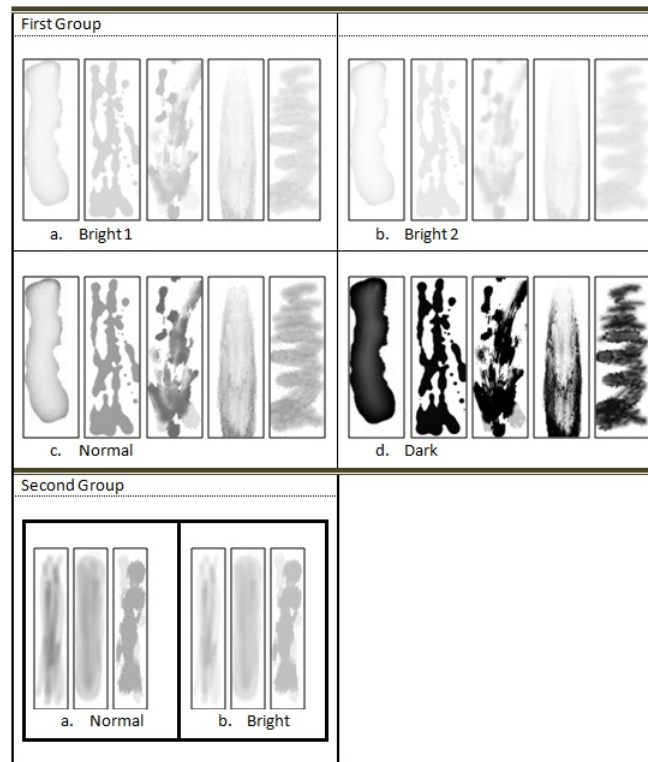 First Group
a. Bright 1
b. Bright 2
c. Normal
d. Dark
Second Group
a. Normal
b. Bright